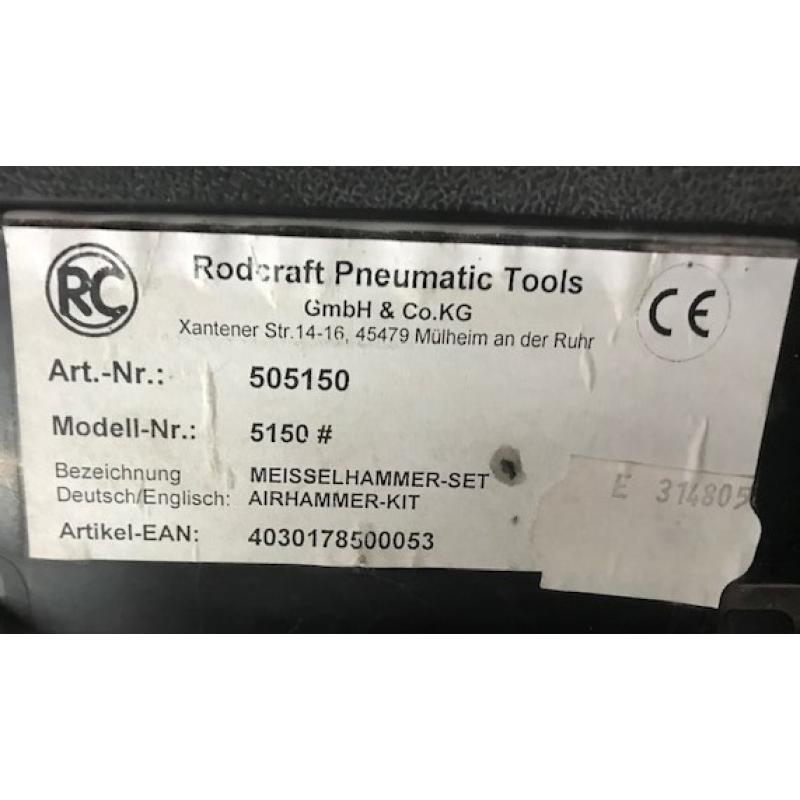 RC
Rodcraft Pneumatic Tools
GmbH & Co.KG
Xantener Str.14-16, 45479 Mülheim an der Ruhr
CE
Art.-Nr.: 505150
Modell-Nr.: 5150 #
Bezeichnung MEISSELHAMMER-SET
Deutsch/Englisch: AIRHAMMER-KIT
E 314805
Artikel-EAN: 4030178500053